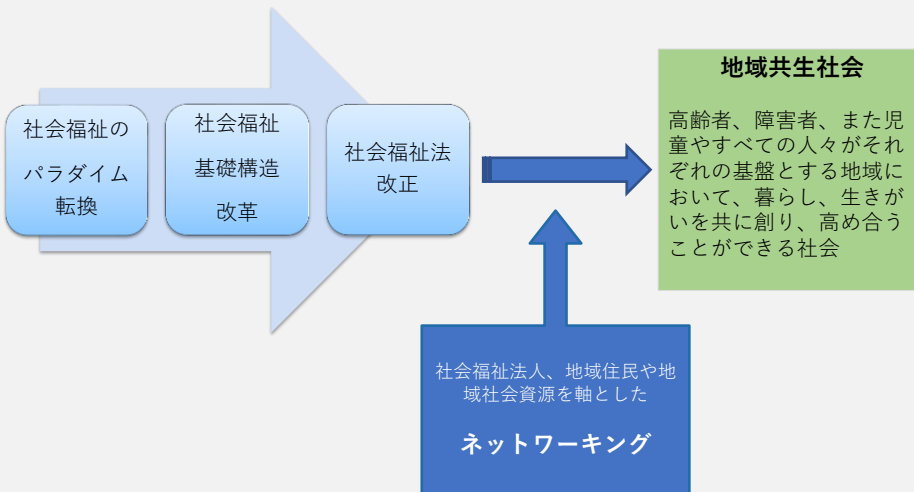 社会福祉の
パラダイム
転換
社会福祉
基礎構造
改革
社会福祉法
改正
地域共生社会
高齢者、障害者、また児
童やすべての人々がそれ
ぞれの基盤とする地域に
おいて、暮らし、生きが
いを共に創り、高め合う
ことができる社会
社会福祉法人、地域住民や地
域社会資源を軸とした
ネットワーキング